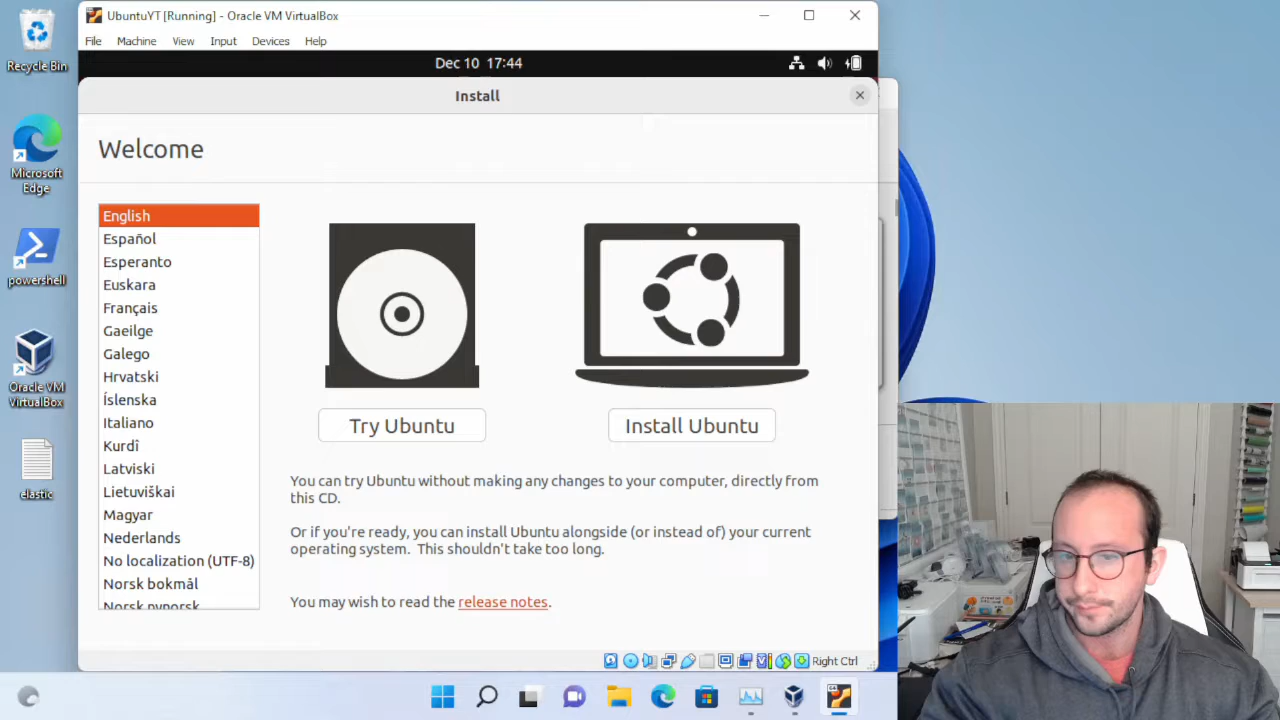 UbuntuYT [Running] - Oracle VM VirtualBox
File Machine View Input Devices Help
Dec 10 17:44
Install
Welcome
English
Español
Esperanto
Euskara
Français
Gaeilge
Galego
Hrvatski
Íslenska
Italiano
Kurdî
Latviski
Lietuviškai
Magyar
Nederlands
No localization (UTF-8)
Norsk bokmål
Norsk nynorsk
Try Ubuntu
Install Ubuntu
You can try Ubuntu without making any changes to your computer, directly from
this CD.
Or if you're ready, you can install Ubuntu alongside (or instead of) your current
operating system. This shouldn't take too long.
You may wish to read the release notes.
Right Ctrl
Recycle Bin
Microsoft
Edge
powershell
Oracle VM
VirtualBox
elastic